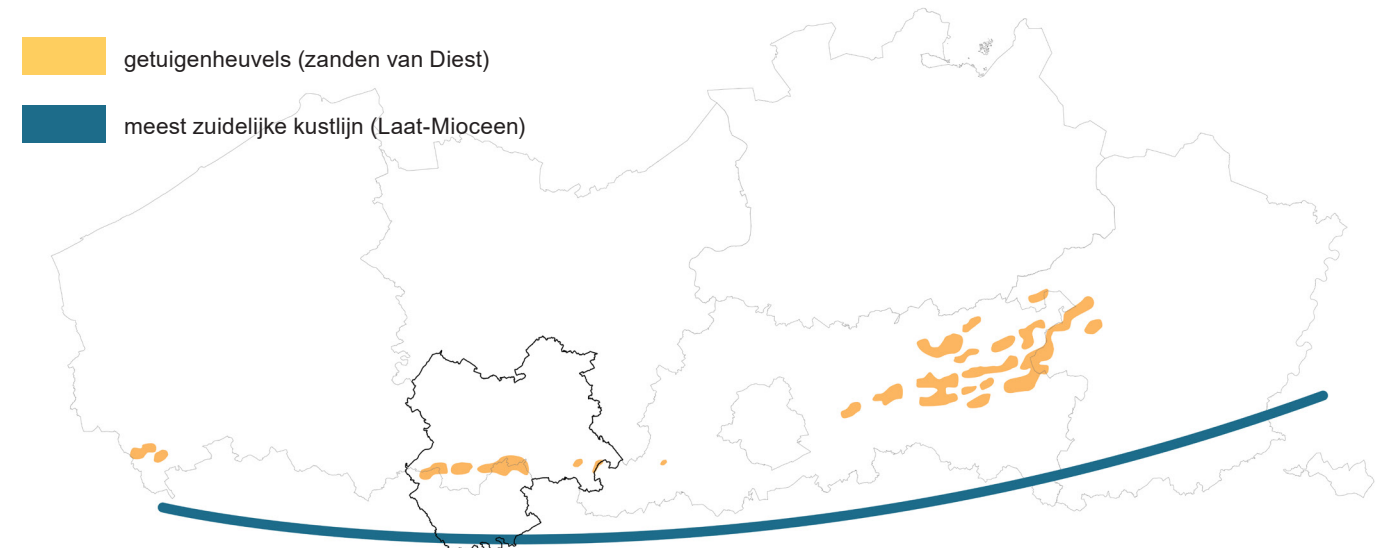 getuigenheuvels (zanden van Diest)
meest zuidelijke kustlijn (Laat-Mioceen)